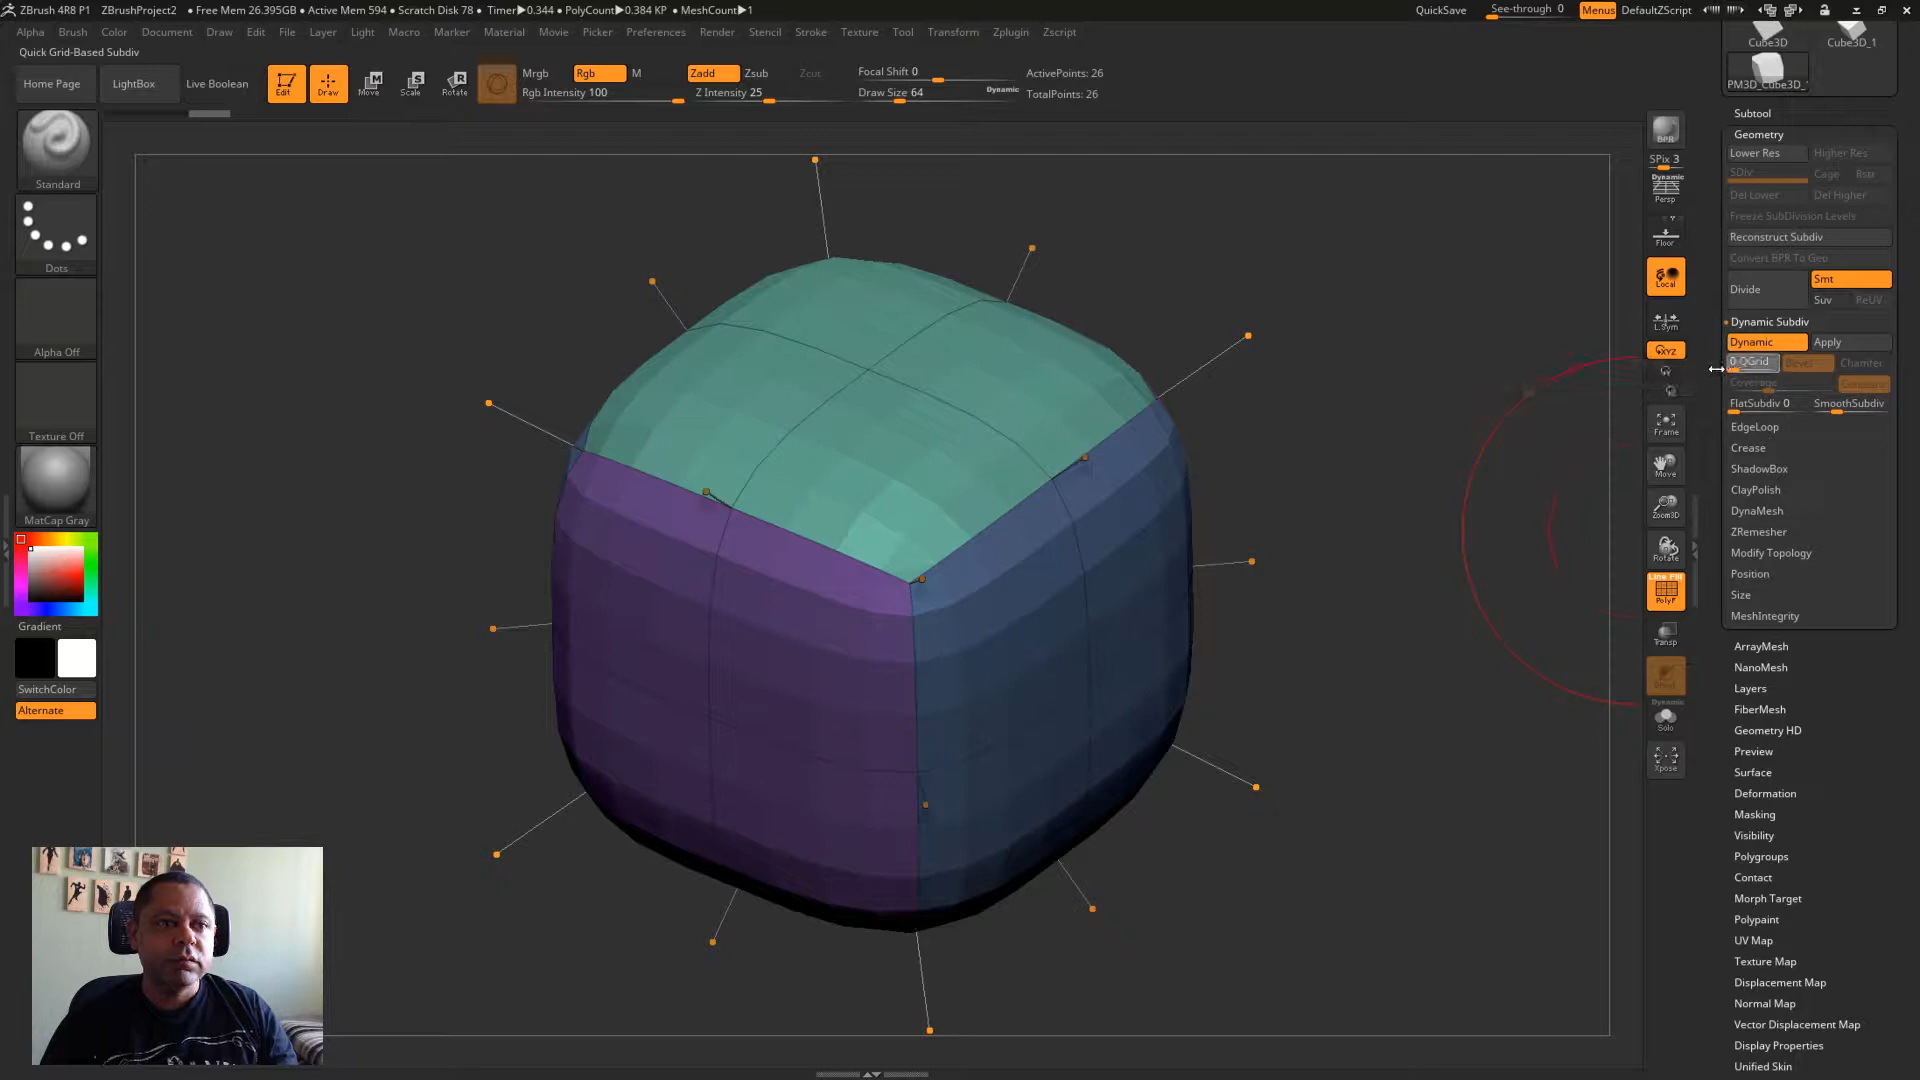 ZBrush 4R8 P1 ZBrushProject2 ● Free Mem 26.395GB ● Active Mem 594 ● Scratch Disk 78 ● Timer▶0.344 ● PolyCount▶0.384 KP ● MeshCount▶1 QuickSave See-through 0 Menus DefaultZScript
Alpha Brush Color Document Draw Edit File Layer Light Macro Marker Material Movie Picker Preferences Render Stencil Stroke Texture Tool Transform Zplugin Zscript
Quick Grid-Based Subdiv
Home Page LightBox Live Boolean
Edit Draw Move Scale Rotate
Mrgb Rgb M
Rgb Intensity 100
Zadd Zsub Zcut
Z Intensity 25
Focal Shift 0
Draw Size 64 Dynamic
ActivePoints: 26
TotalPoints: 26
Standard
Dots
Alpha Off
Texture Off
MatCap Gray
Gradient
SwitchColor
Alternate
BPR
SPix 3
Dynamic
Persp
Floor
Local
L.Sym
XYZ
Frame
Move
Zoom3D
Rotate
Line Fill
PolyF
Transp
Dynamic
Solo
Xpose
Cube3D Cube3D_1
PM3D_Cube3D_
Subtool
Geometry
Lower Res Higher Res
SDiv Cage Rstr
Del Lower Del Higher
Freeze SubDivision Levels
Reconstruct Subdiv
Convert BPR To Geo
Divide Smt
Suv ReUV
Dynamic Subdiv
Dynamic Apply
0 QGrid Bevel Chamfer
Coverage
FlatSubdiv 0 SmoothSubdiv
EdgeLoop
Crease
ShadowBox
ClayPolish
DynaMesh
ZRemesher
Modify Topology
Position
Size
MeshIntegrity
ArrayMesh
NanoMesh
Layers
FiberMesh
Geometry HD
Preview
Surface
Deformation
Masking
Visibility
Polygroups
Contact
Morph Target
Polypaint
UV Map
Texture Map
Displacement Map
Normal Map
Vector Displacement Map
Display Properties
Unified Skin